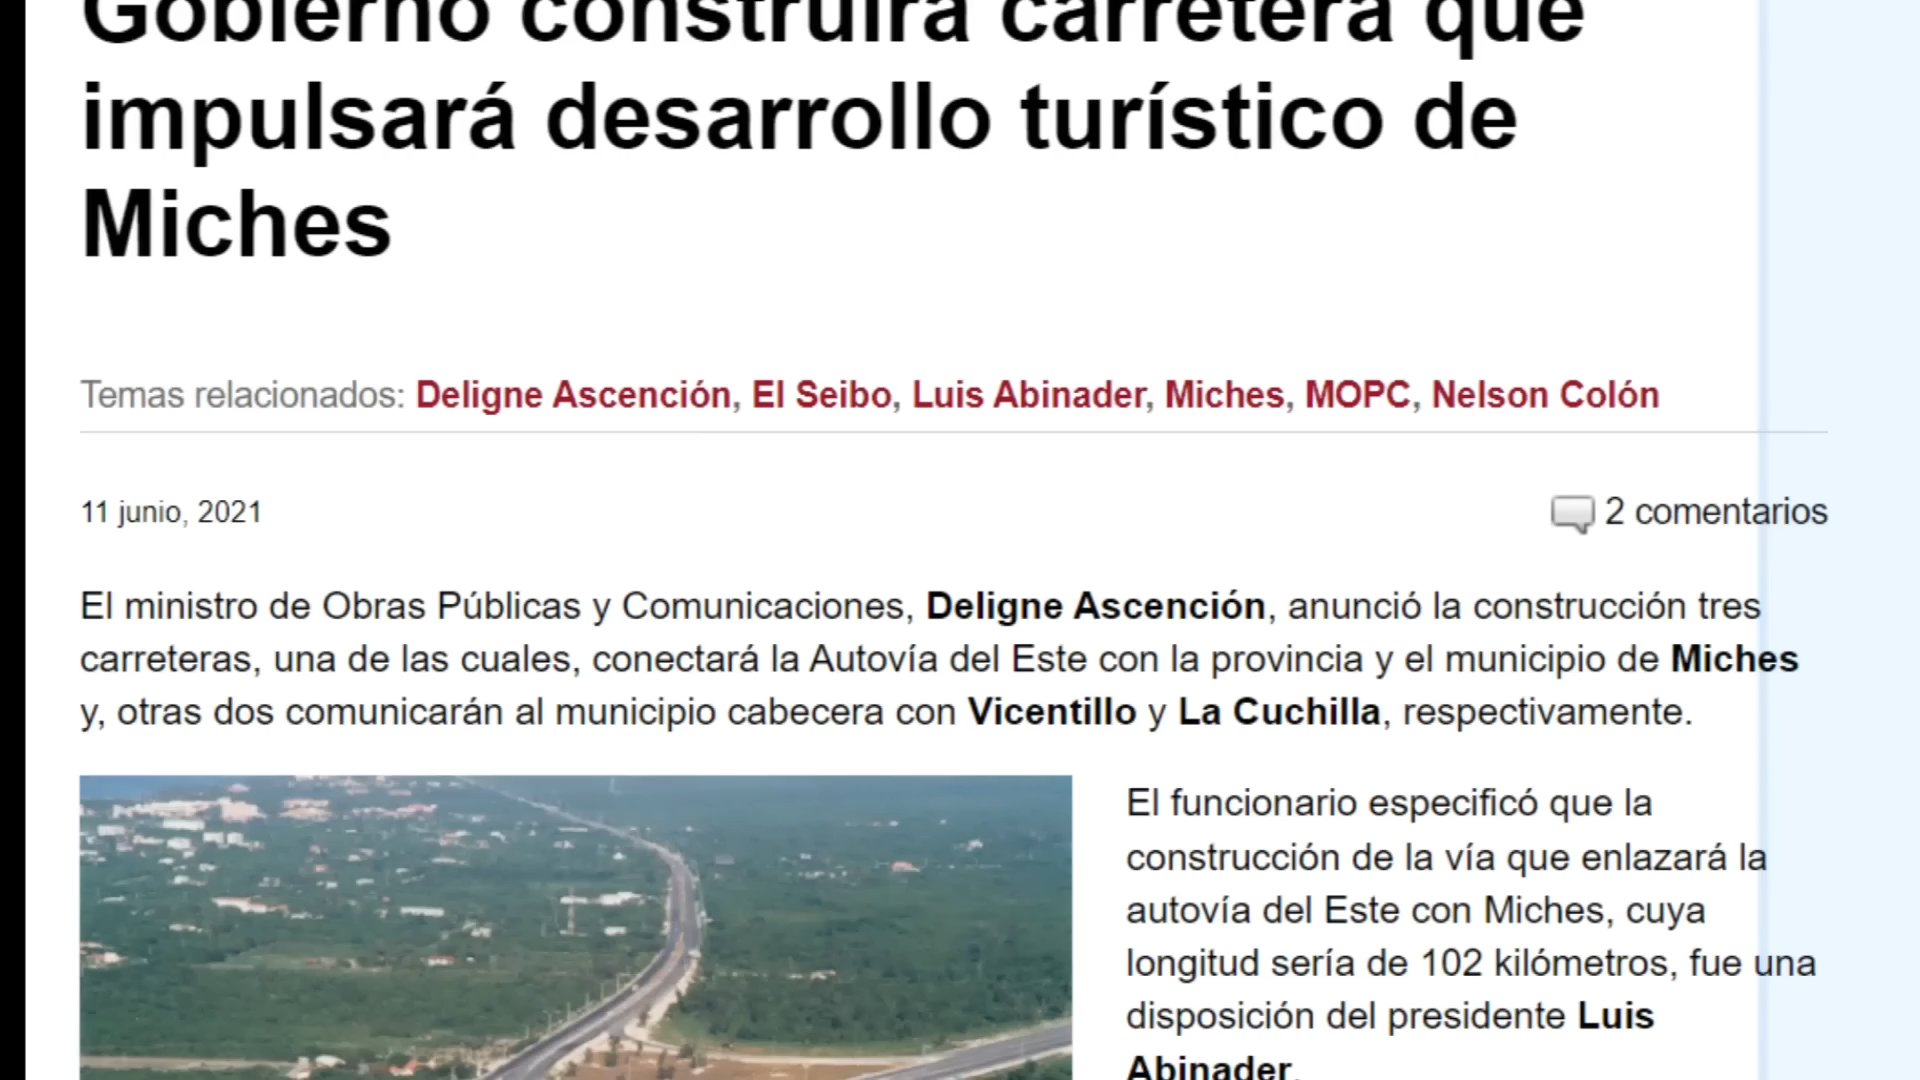 Gobierno construirá carretera que
impulsará desarrollo turístico de
Miches
Temas relacionados: Deligne Ascención, El Seibo, Luis Abinader, Miches, MOPC, Nelson Colón
11 junio, 2021
2 comentarios
El ministro de Obras Públicas y Comunicaciones, Deligne Ascención, anunció la construcción tres
carreteras, una de las cuales, conectará la Autovía del Este con la provincia y el municipio de Miches
y, otras dos comunicarán al municipio cabecera con Vicentillo y La Cuchilla, respectivamente.
El funcionario especificó que la
construcción de la vía que enlazará la
autovía del Este con Miches, cuya
longitud sería de 102 kilómetros, fue una
disposición del presidente Luis
Abinader.